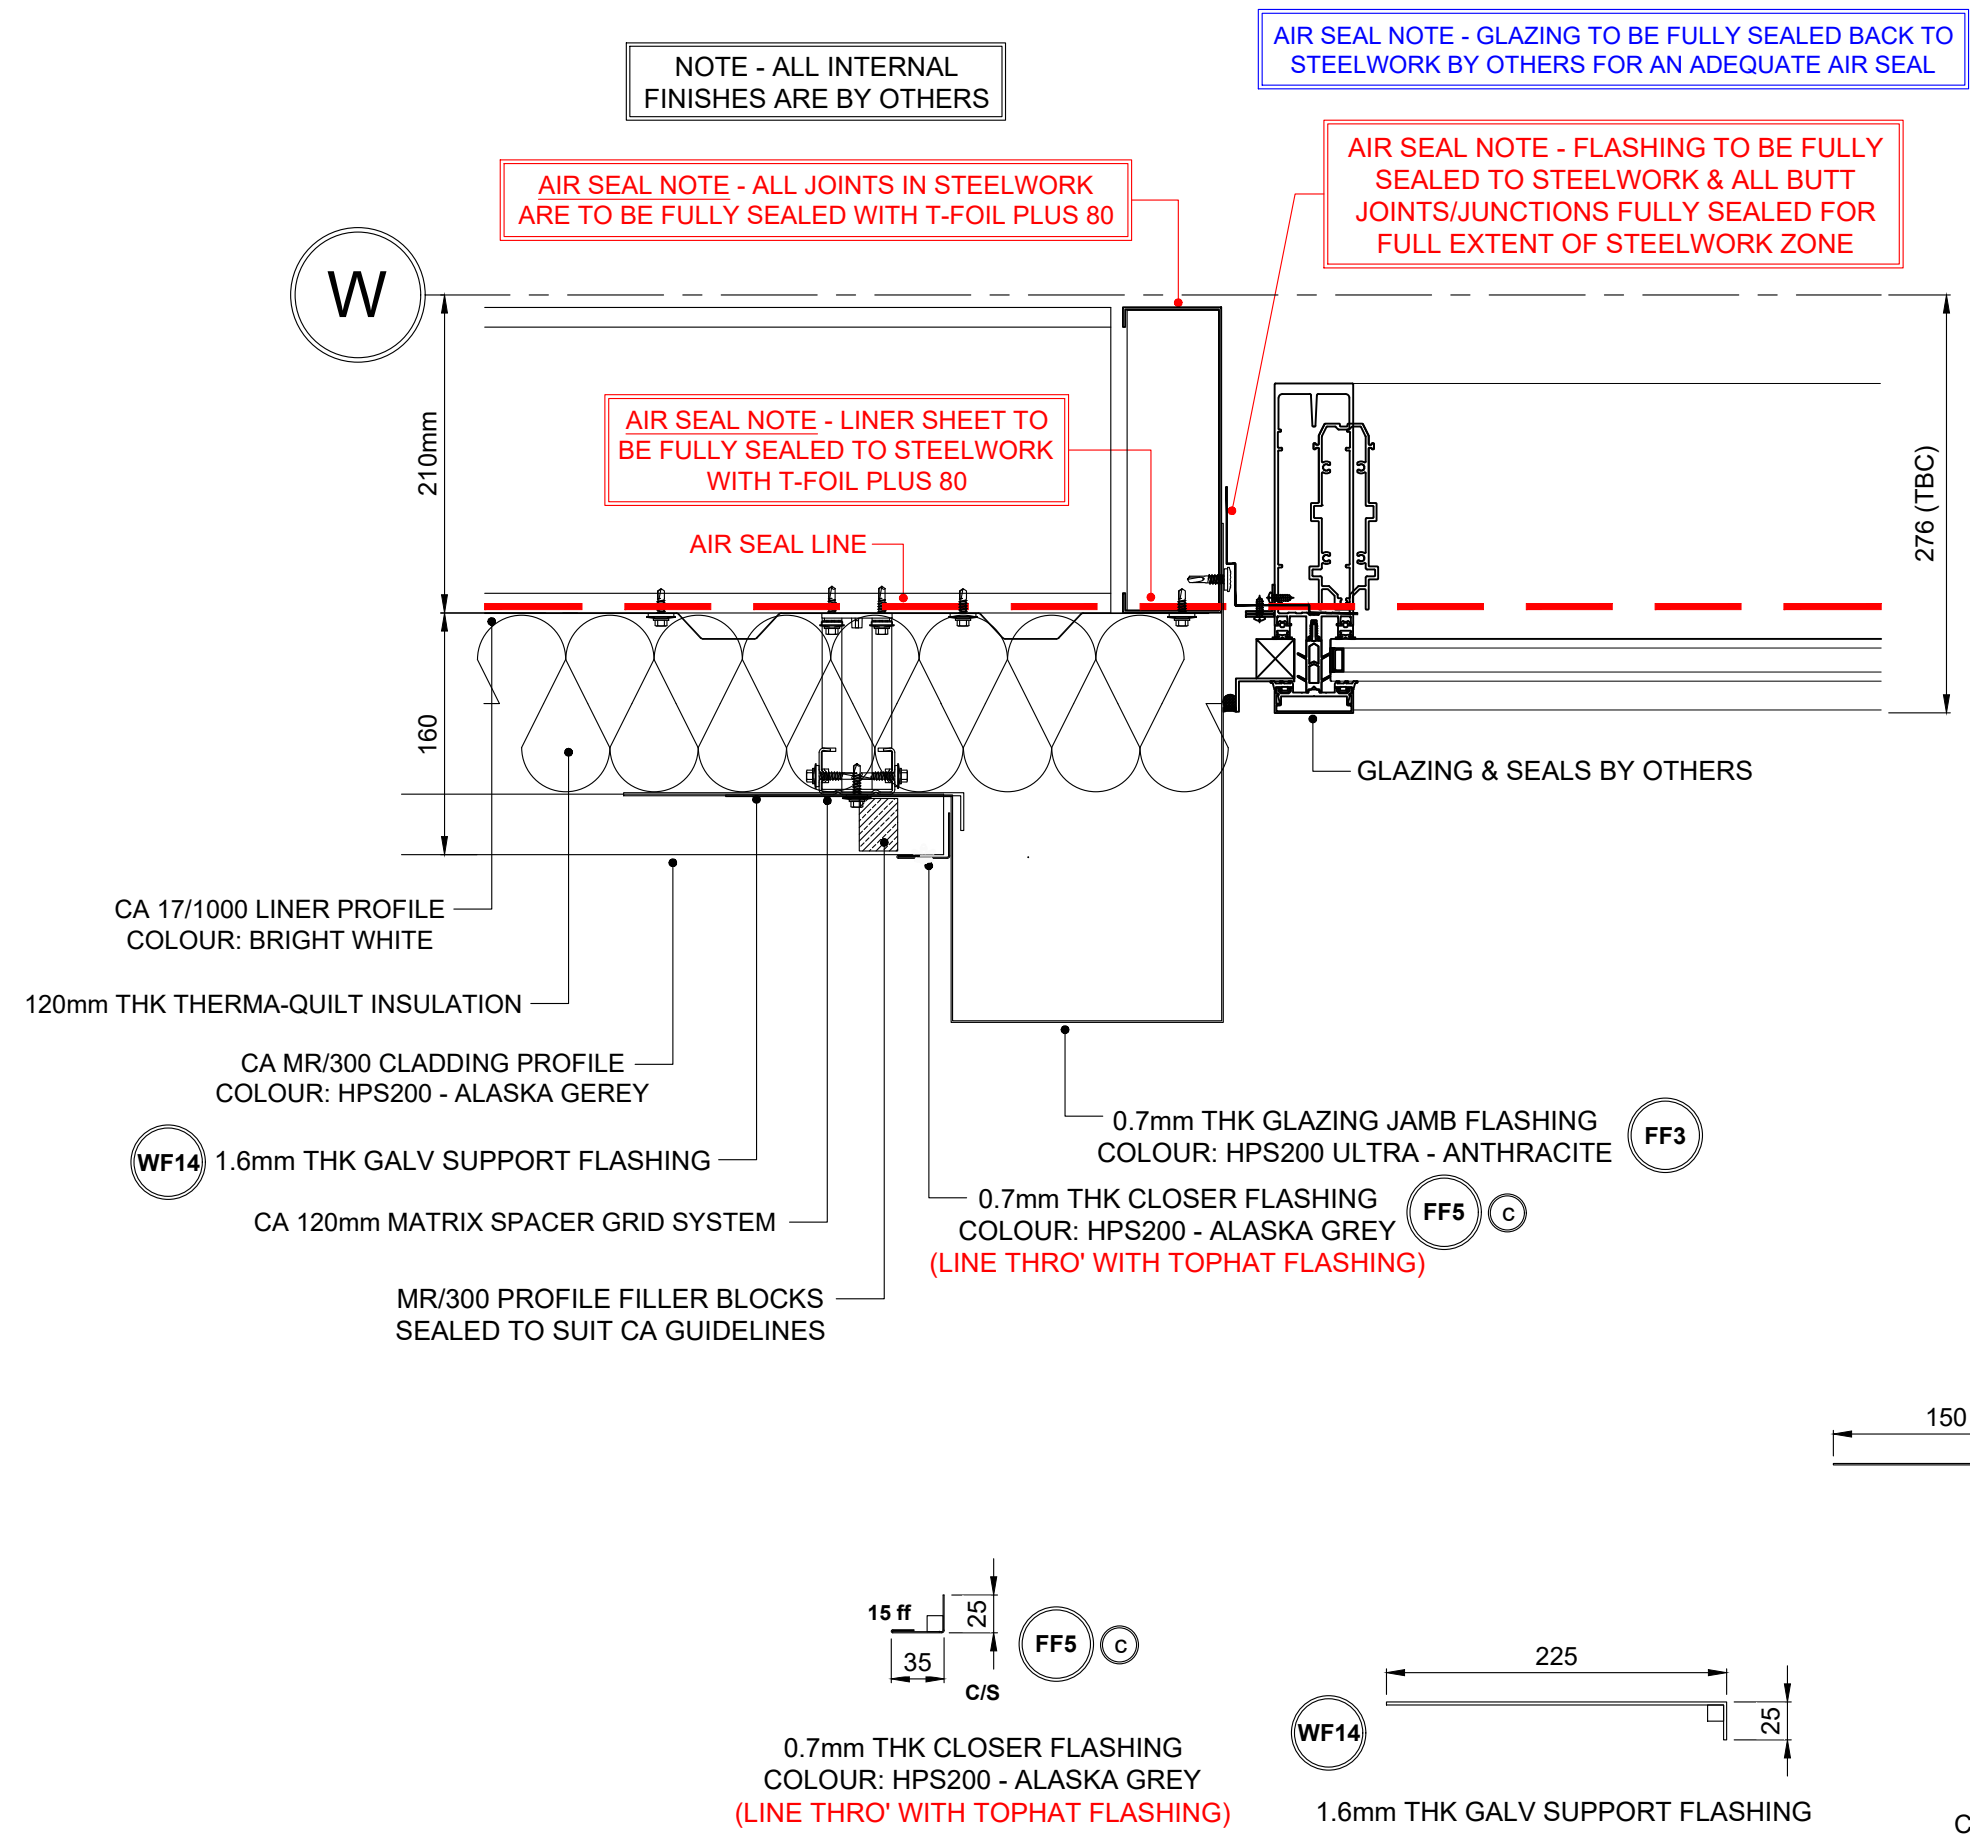 AIR SEAL NOTE - GLAZING TO BE FULLY SEALED BACK TO
STEELWORK BY OTHERS FOR AN ADEQUATE AIR SEAL
NOTE - ALL INTERNAL
FINISHES ARE BY OTHERS
AIR SEAL NOTE - FLASHING TO BE FULLY
SEALED TO STEELWORK & ALL BUTT
JOINTS/JUNCTIONS FULLY SEALED FOR
FULL EXTENT OF STEELWORK ZONE
AIR SEAL NOTE - ALL JOINTS IN STEELWORK
ARE TO BE FULLY SEALED WITH T-FOIL PLUS 80
W
210mm
AIR SEAL NOTE - LINER SHEET TO
BE FULLY SEALED TO STEELWORK
WITH T-FOIL PLUS 80
276 (TBC)
AIR SEAL LINE
160
GLAZING & SEALS BY OTHERS
CA 17/1000 LINER PROFILE
COLOUR: BRIGHT WHITE
120mm THK THERMA-QUILT INSULATION
CA MR/300 CLADDING PROFILE
COLOUR: HPS200 - ALASKA GEREY
WF14 1.6mm THK GALV SUPPORT FLASHING
CA 120mm MATRIX SPACER GRID SYSTEM
MR/300 PROFILE FILLER BLOCKS
SEALED TO SUIT CA GUIDELINES
0.7mm THK GLAZING JAMB FLASHING
COLOUR: HPS200 ULTRA - ANTHRACITE
FF3
0.7mm THK CLOSER FLASHING
COLOUR: HPS200 - ALASKA GREY
(LINE THRO' WITH TOPHAT FLASHING)
FF5 C
150
15 ff
25
35
C/S
FF5 C
0.7mm THK CLOSER FLASHING
COLOUR: HPS200 - ALASKA GREY
(LINE THRO' WITH TOPHAT FLASHING)
225
25
WF14
1.6mm THK GALV SUPPORT FLASHING
C